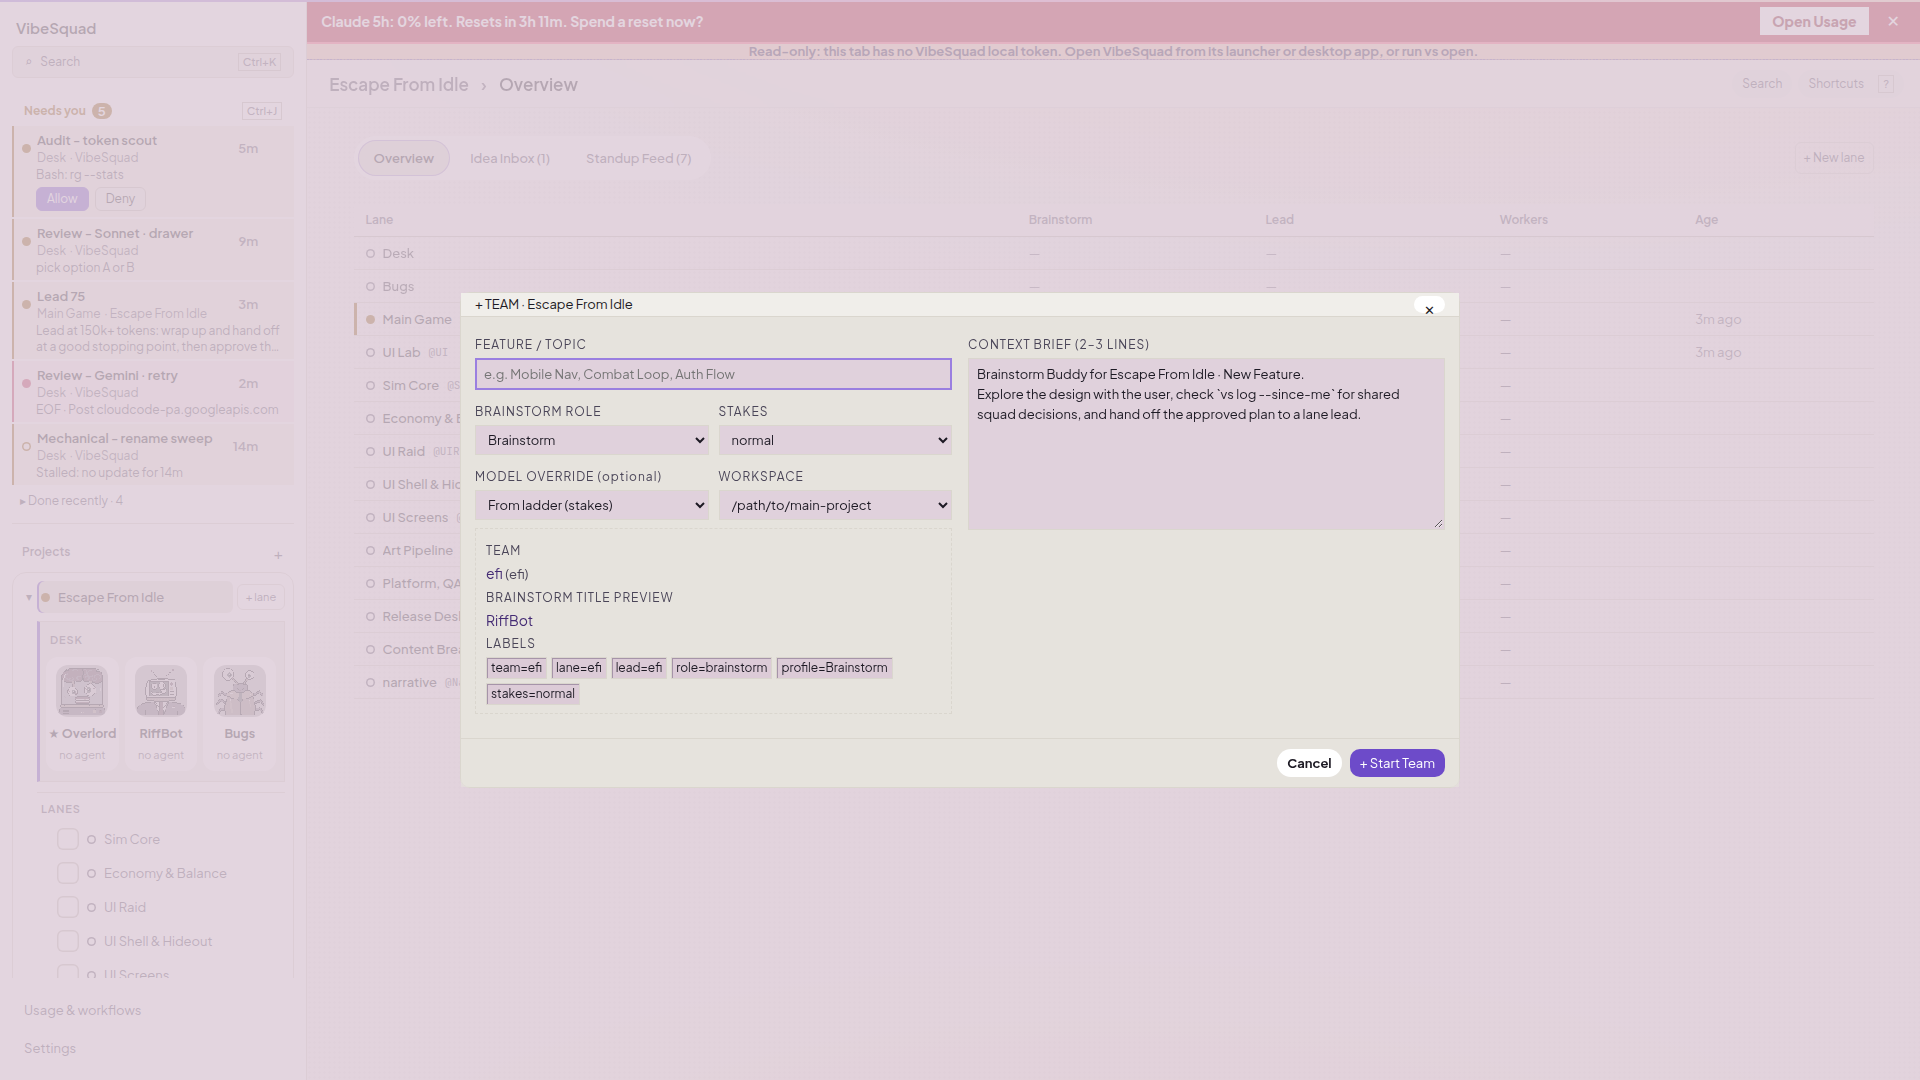 VibeSquad
Search Ctrl+K
Needs you 5 Ctrl+J
Audit – token scout 5m
Desk · VibeSquad
Bash: rg --stats
Allow Deny
Review – Sonnet · drawer 9m
Desk · VibeSquad
pick option A or B
Lead 75 3m
Main Game · Escape From Idle
Lead at 150k+ tokens: wrap up and hand off
at a good stopping point, then approve th…
Review – Gemini · retry 2m
Desk · VibeSquad
EOF · Post cloudcode-pa.googleapis.com
Mechanical – rename sweep 14m
Desk · VibeSquad
Stalled: no update for 14m
▸ Done recently · 4
Projects +
▾ Escape From Idle + lane
DESK
★ Overlord RiffBot Bugs
no agent no agent no agent
LANES
Sim Core
Economy & Balance
UI Raid
UI Shell & Hideout
UI Screens
Usage & workflows
Settings
Claude 5h: 0% left. Resets in 3h 11m. Spend a reset now? Open Usage ✕
Read-only: this tab has no VibeSquad local token. Open VibeSquad from its launcher or desktop app, or run vs open.
Escape From Idle › Overview Search Shortcuts ?
Overview Idea Inbox (1) Standup Feed (7) + New lane
Lane Brainstorm Lead Workers Age
Desk — — —
Bugs — — —
Main Game — 3m ago
UI Lab @UI — 3m ago
Sim Core —
Economy & —
UI Raid @UIR —
UI Shell & —
UI Screens —
Art Pipeline —
Platform, QA —
Release —
Content —
narrative —
+ TEAM · Escape From Idle ×
FEATURE / TOPIC
e.g. Mobile Nav, Combat Loop, Auth Flow
BRAINSTORM ROLE STAKES
Brainstorm normal
MODEL OVERRIDE (optional) WORKSPACE
From ladder (stakes) /path/to/main-project
TEAM
efi (efi)
BRAINSTORM TITLE PREVIEW
RiffBot
LABELS
team=efi lane=efi lead=efi role=brainstorm profile=Brainstorm
stakes=normal
CONTEXT BRIEF (2–3 LINES)
Brainstorm Buddy for Escape From Idle · New Feature.
Explore the design with the user, check `vs log --since-me` for shared
squad decisions, and hand off the approved plan to a lane lead.
Cancel + Start Team